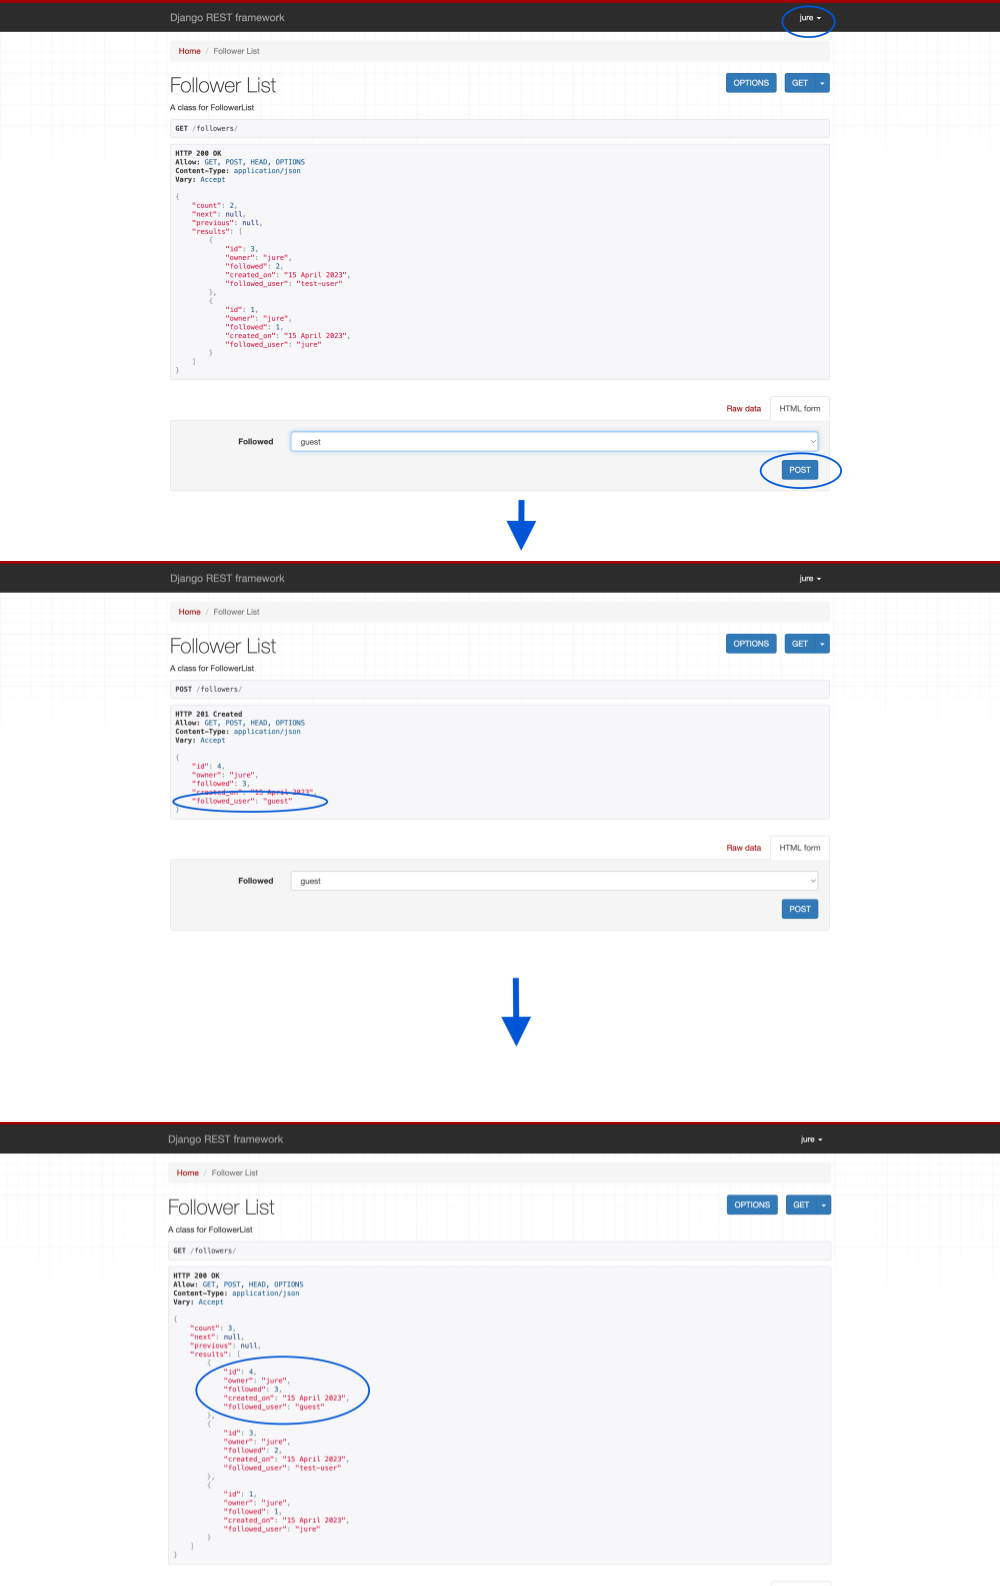 Django REST framework
jure
Home / Follower List
Follower List
OPTIONS
GET
A class for FollowerList
GET /followers/
HTTP 200 OK
Allow: GET, POST, HEAD, OPTIONS
Content-Type: application/json
Vary: Accept
{
"count": 2,
"next": null,
"previous": null,
"results": [
{
"id": 3,
"owner": "jure",
"followed": 2,
"created_on": "15 April 2023",
"followed_user": "test-user"
},
{
"id": 1,
"owner": "jure",
"followed": 1,
"created_on": "15 April 2023",
"followed_user": "jure"
}
]
}
Raw data
HTML form
Followed
guest
POST
Django REST framework
jure
Home / Follower List
Follower List
OPTIONS
GET
A class for FollowerList
POST /followers/
HTTP 201 Created
Allow: GET, POST, HEAD, OPTIONS
Content-Type: application/json
Vary: Accept
{
"id": 4,
"owner": "jure",
"followed": 3,
"created_on": "15 April 2023",
"followed_user": "guest"
}
Raw data
HTML form
Followed
guest
POST
Django REST framework
jure
Home / Follower List
Follower List
OPTIONS
GET
A class for FollowerList
GET /followers/
HTTP 200 OK
Allow: GET, POST, HEAD, OPTIONS
Content-Type: application/json
Vary: Accept
{
"count": 3,
"next": null,
"previous": null,
"results": [
{
"id": 4,
"owner": "jure",
"followed": 3,
"created_on": "15 April 2023",
"followed_user": "guest"
},
{
"id": 3,
"owner": "jure",
"followed": 2,
"created_on": "15 April 2023",
"followed_user": "test-user"
},
{
"id": 1,
"owner": "jure",
"followed": 1,
"created_on": "15 April 2023",
"followed_user": "jure"
}
]
}